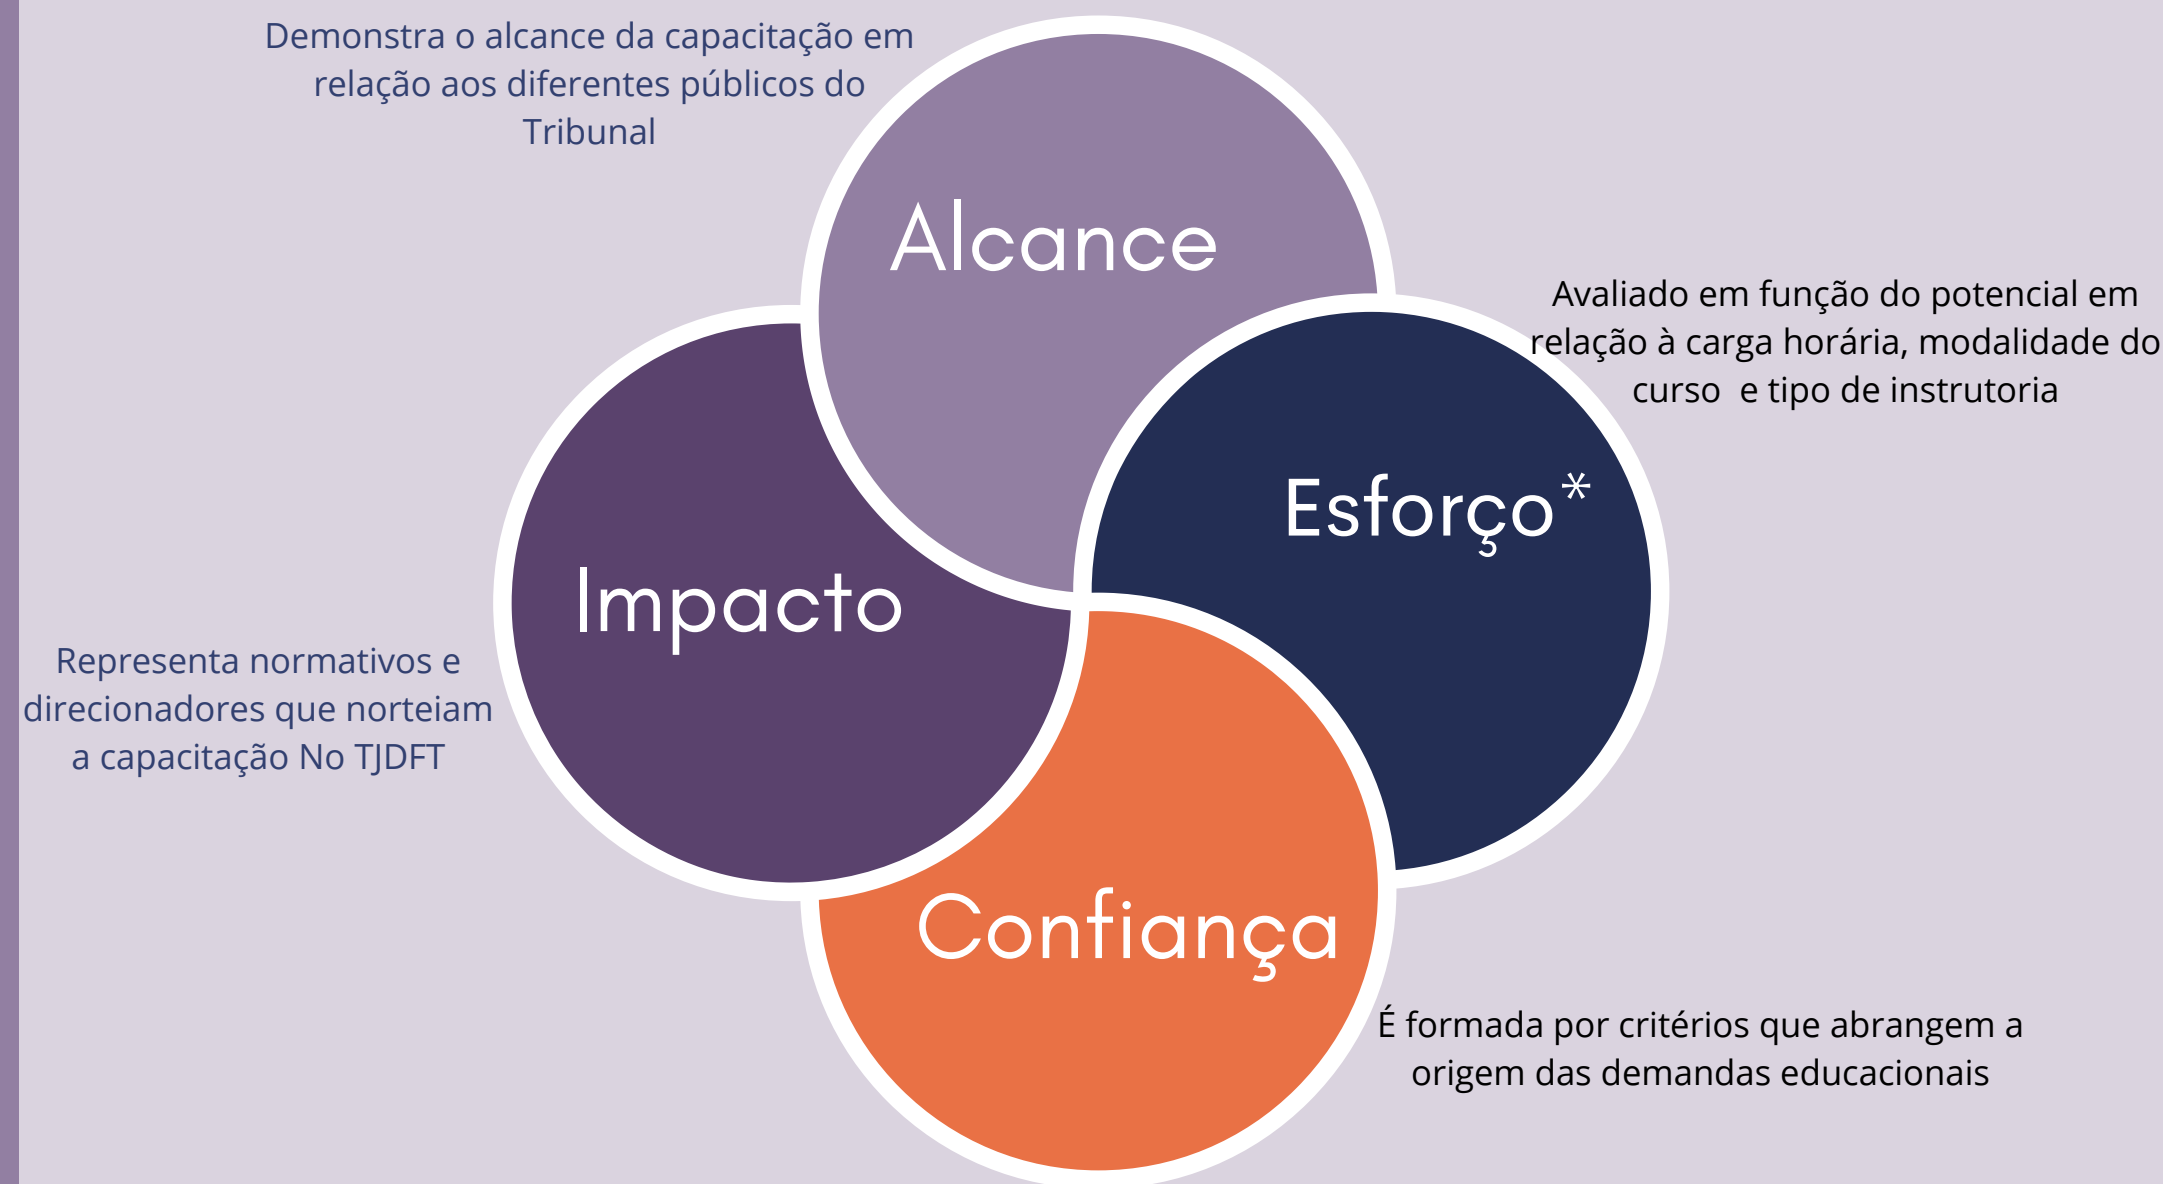 Demonstra o alcance da capacitação em
relação aos diferentes públicos do
Tribunal
Alcance
Avaliado em função do potencial em
relação à carga horária, modalidade do
curso  e tipo de instrutoria
Esforço*
Impacto
Representa normativos e
direcionadores que norteiam
a capacitação No TJDFT
Confiança
É formada por critérios que abrangem a
origem das demandas educacionais